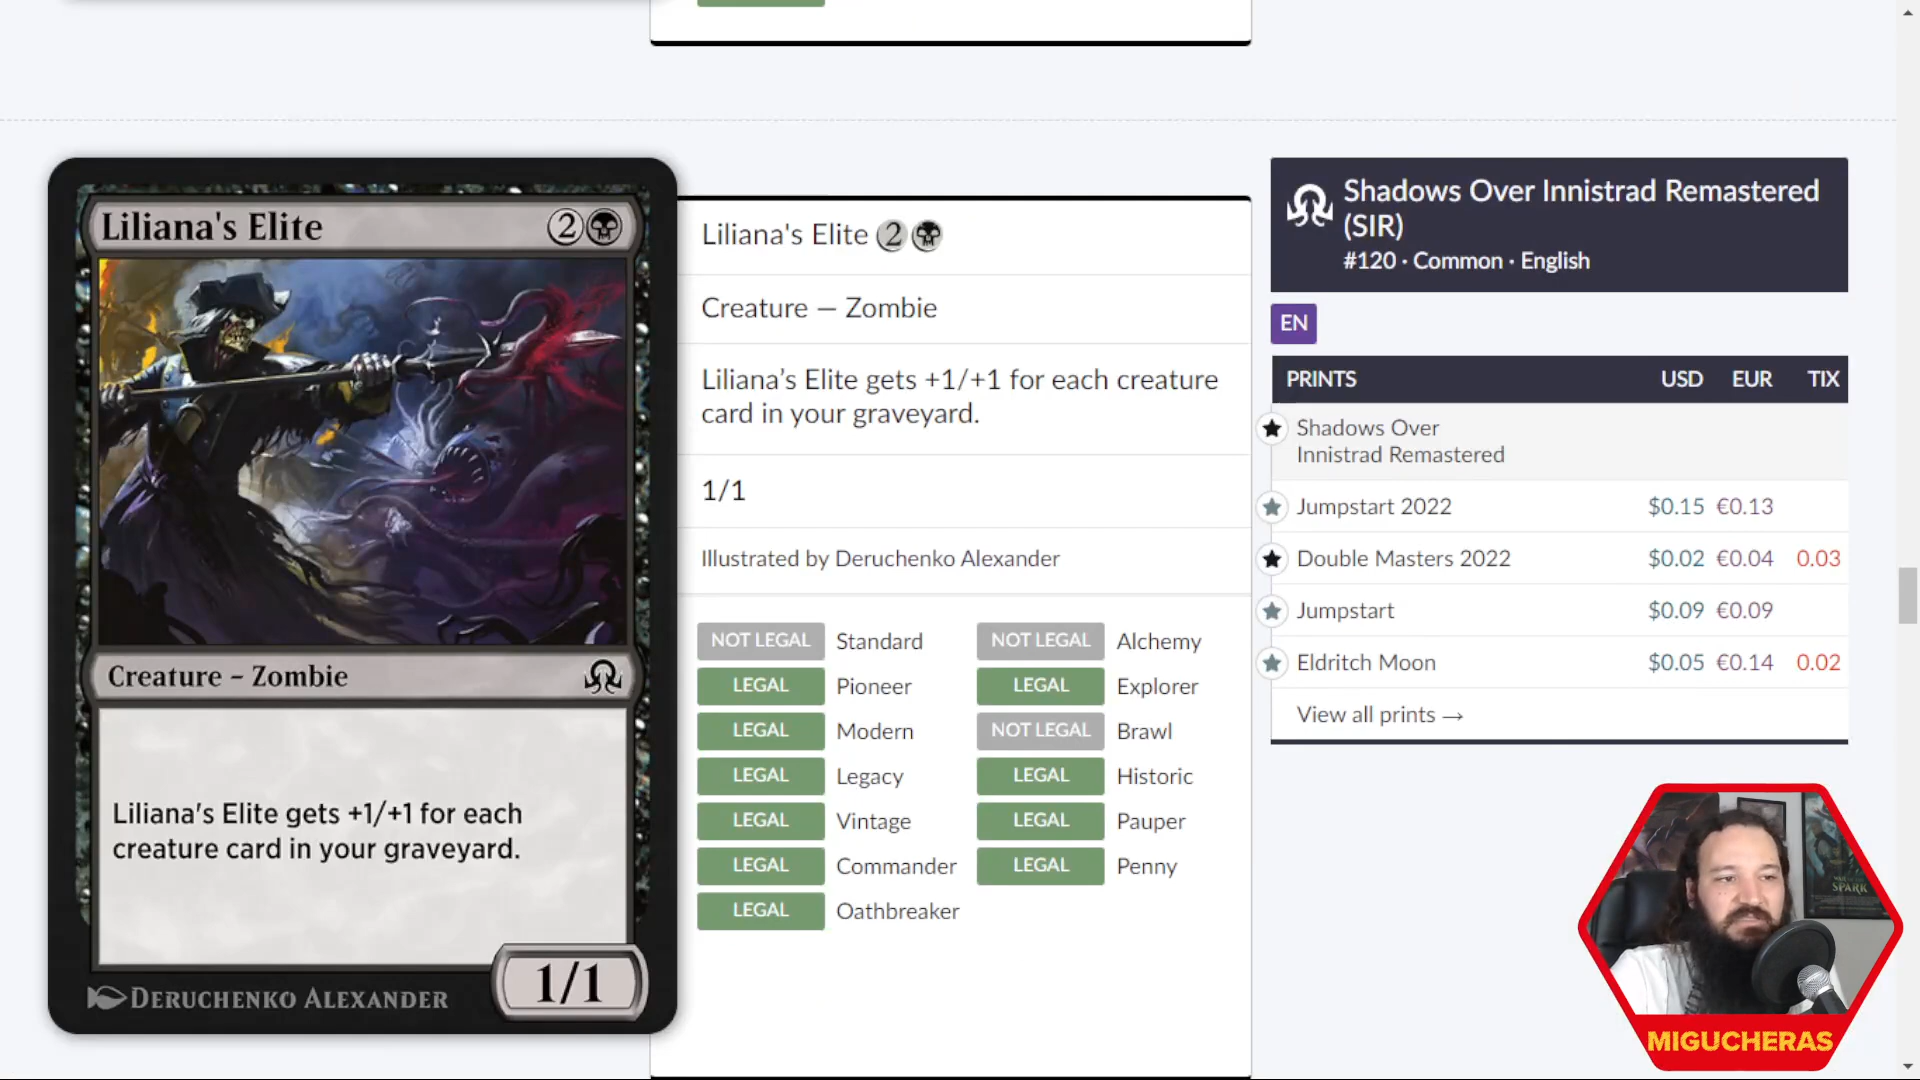 Liliana's Elite 2
Creature – Zombie
Liliana's Elite gets +1/+1 for each
creature card in your graveyard.
1/1
DERUCHENKO ALEXANDER
Liliana's Elite 2
Creature — Zombie
Liliana’s Elite gets +1/+1 for each creature
card in your graveyard.
1/1
Illustrated by Deruchenko Alexander
NOT LEGAL Standard NOT LEGAL Alchemy
LEGAL Pioneer LEGAL Explorer
LEGAL Modern NOT LEGAL Brawl
LEGAL Legacy LEGAL Historic
LEGAL Vintage LEGAL Pauper
LEGAL Commander LEGAL Penny
LEGAL Oathbreaker
Shadows Over Innistrad Remastered
(SIR)
#120 · Common · English
EN
PRINTS USD EUR TIX
Shadows Over
Innistrad Remastered
Jumpstart 2022 $0.15 €0.13
Double Masters 2022 $0.02 €0.04 0.03
Jumpstart $0.09 €0.09
Eldritch Moon $0.05 €0.14 0.02
View all prints →
SPARK
MIGUCHERAS